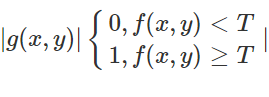 |g(x,y)| { 0, f(x,y) < T
1, f(x,y) ≥ T |